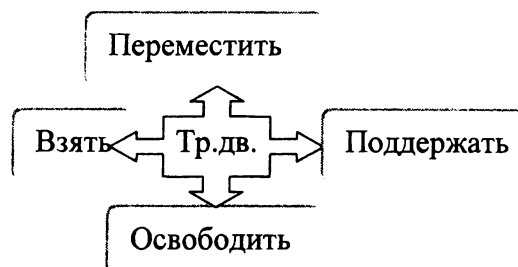 Переместить
Взять Тр.дв. Поддержать
Освободить